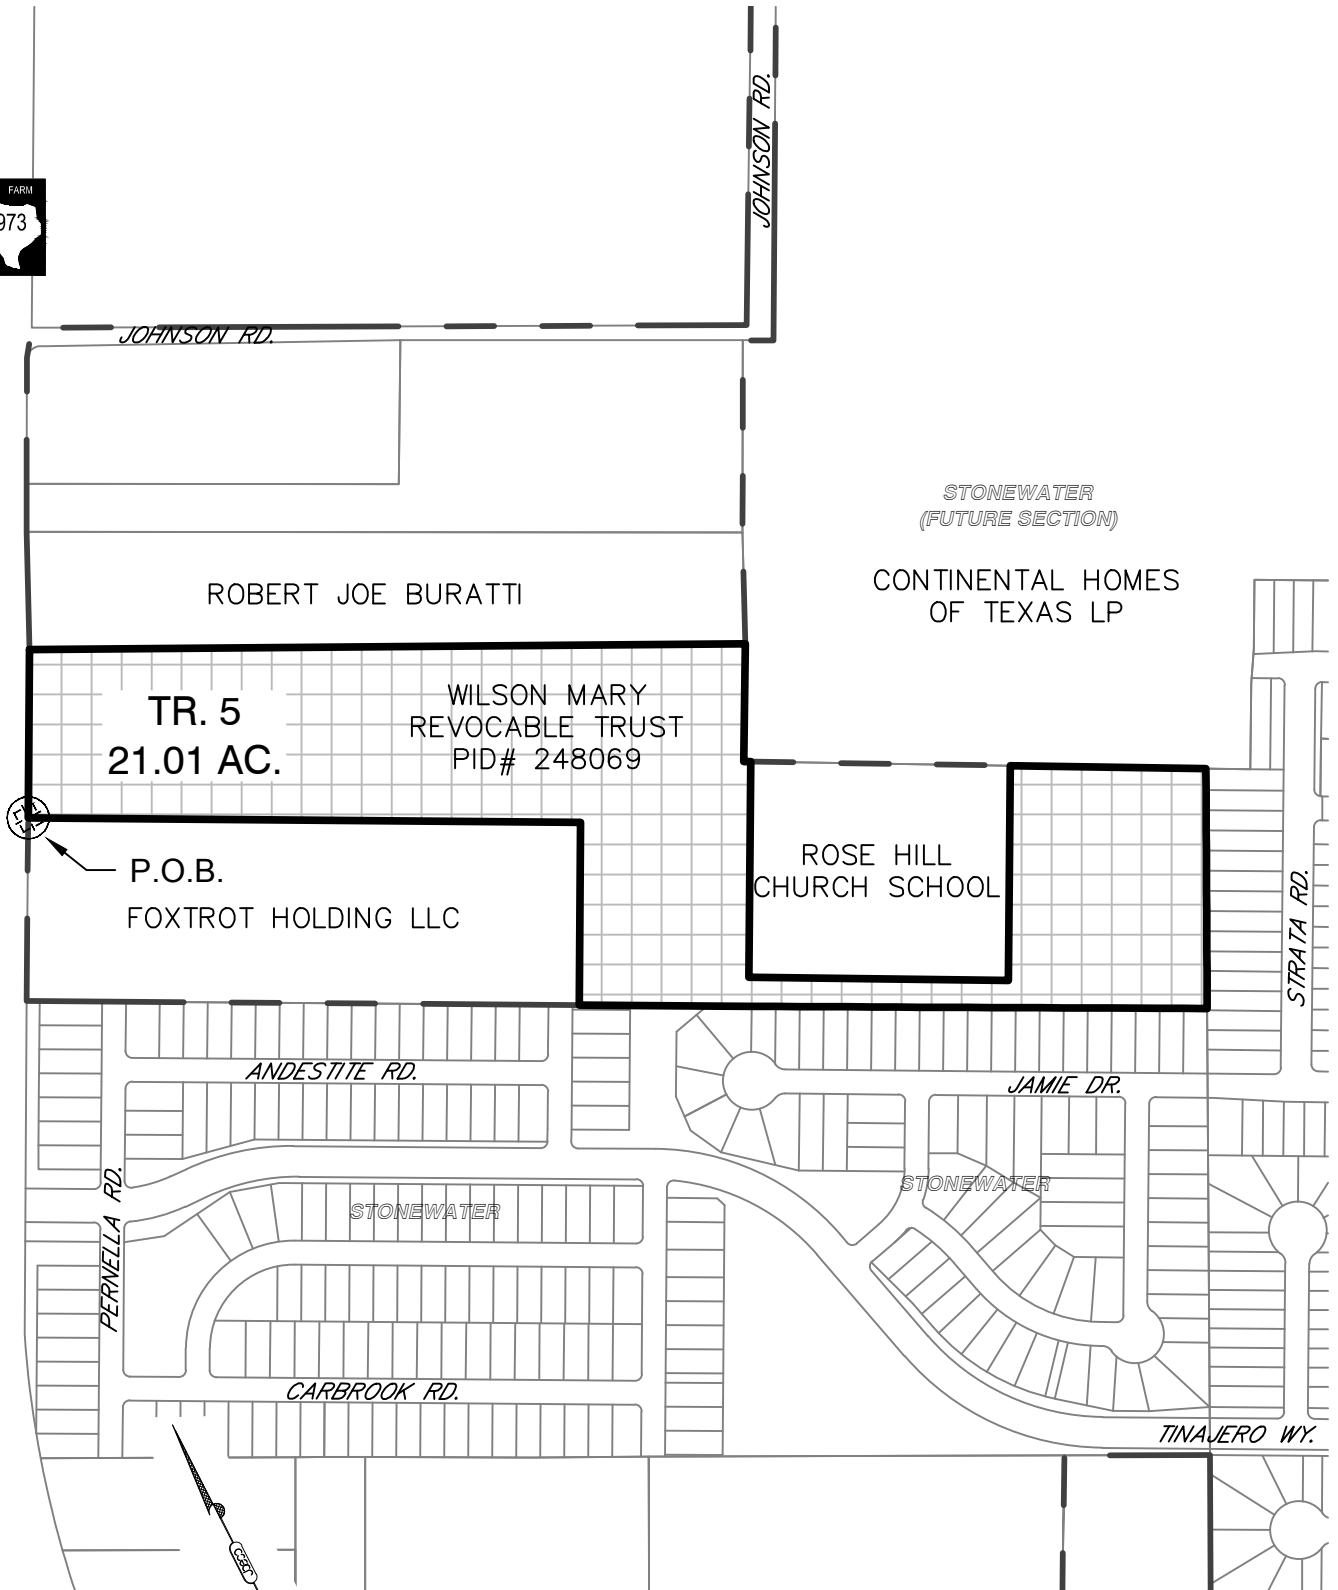 JOHNSON RD.
FARM
973
JOHNSON RD.
STONEWATER
(FUTURE SECTION)
CONTINENTAL HOMES
OF TEXAS LP
ROBERT JOE BURATTI
TR. 5
21.01 AC.
WILSON MARY
REVOCABLE TRUST
PID# 248069
ROSE HILL
CHURCH SCHOOL
P.O.B.
FOXTROT HOLDING LLC
STRATA RD.
ANDESTITE RD.
JAMIE DR.
PERNELLA RD.
STONEWATER
STONEWATER
CARBROOK RD.
TINAJERO WY.